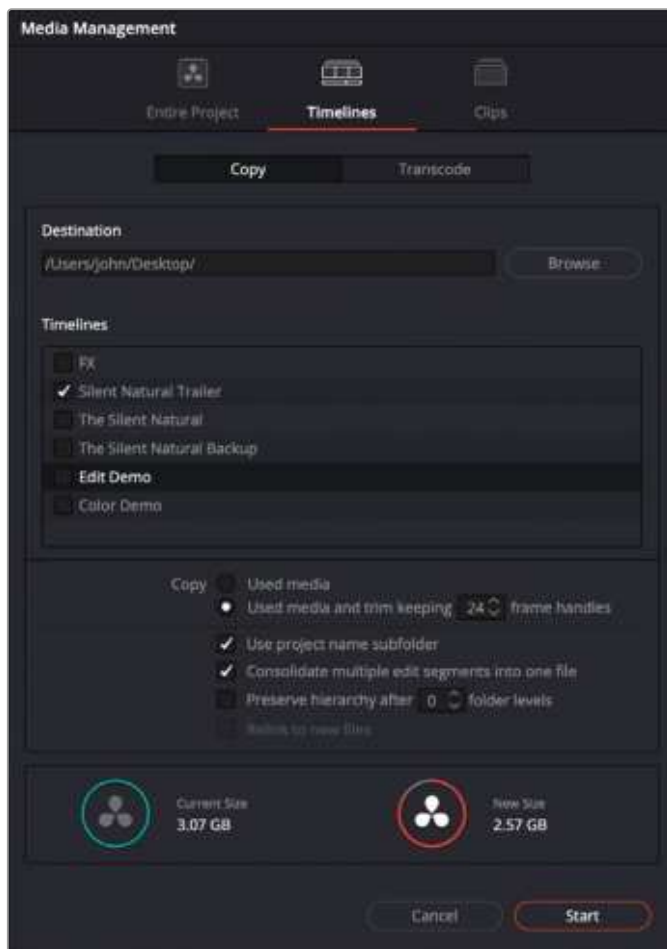 Media Management
Entire Project Timelines Clips
Copy Transcode
Destination
/Users/john/Desktop/ Browse
Timelines
FX
Silent Natural Trailer
The Silent Natural
The Silent Natural Backup
Edit Demo
Color Demo
Copy Used media
Used media and trim keeping 24 frame handles
Use project name subfolder
Consolidate multiple edit segments into one file
Preserve hierarchy after 0 folder levels
Relink to new files
Current Size New Size
3.07 GB 2.57 GB
Cancel Start